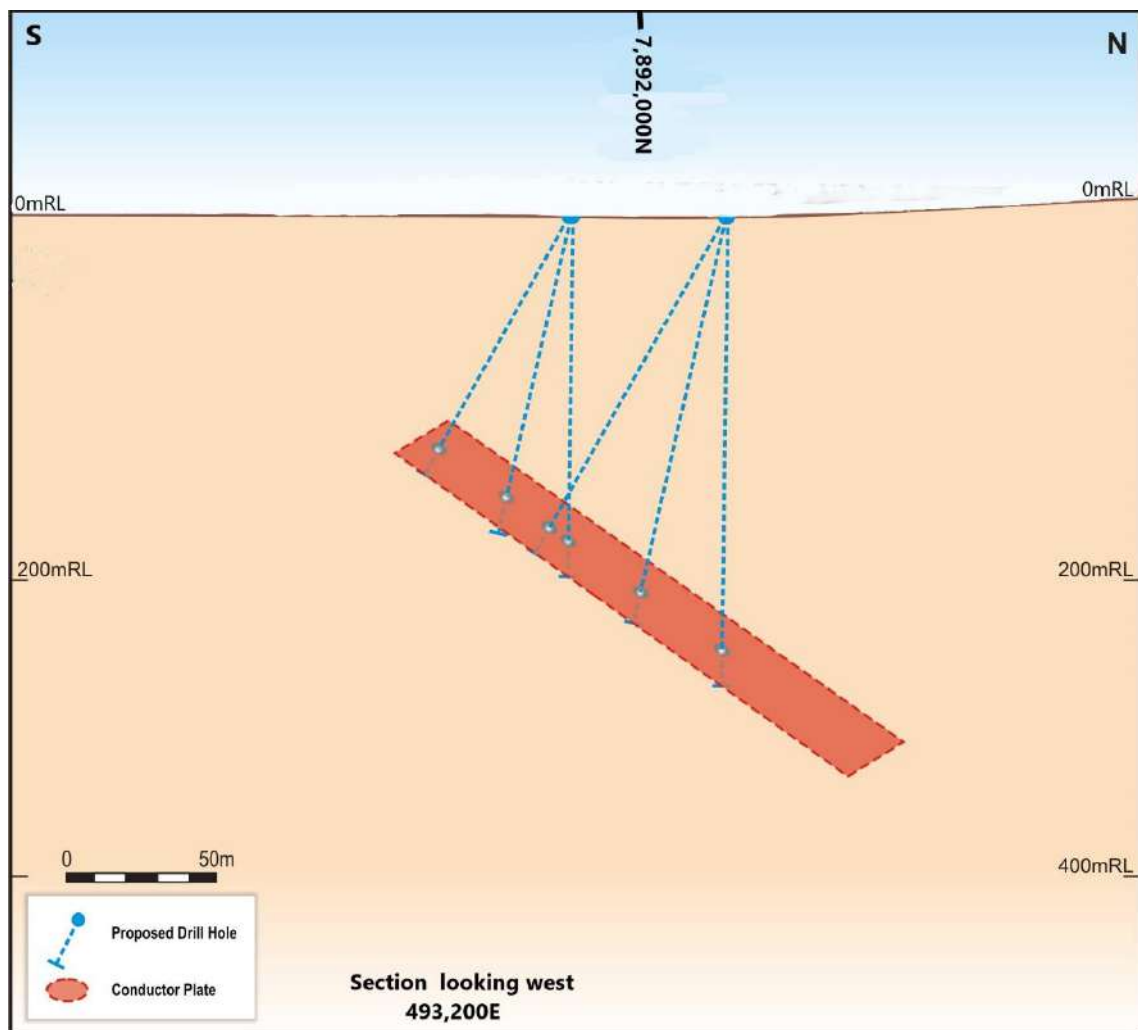 S
N
7,892,000N
0mRL
0mRL
200mRL
200mRL
400mRL
0 50m
Proposed Drill Hole
Conductor Plate
Section looking west
493,200E